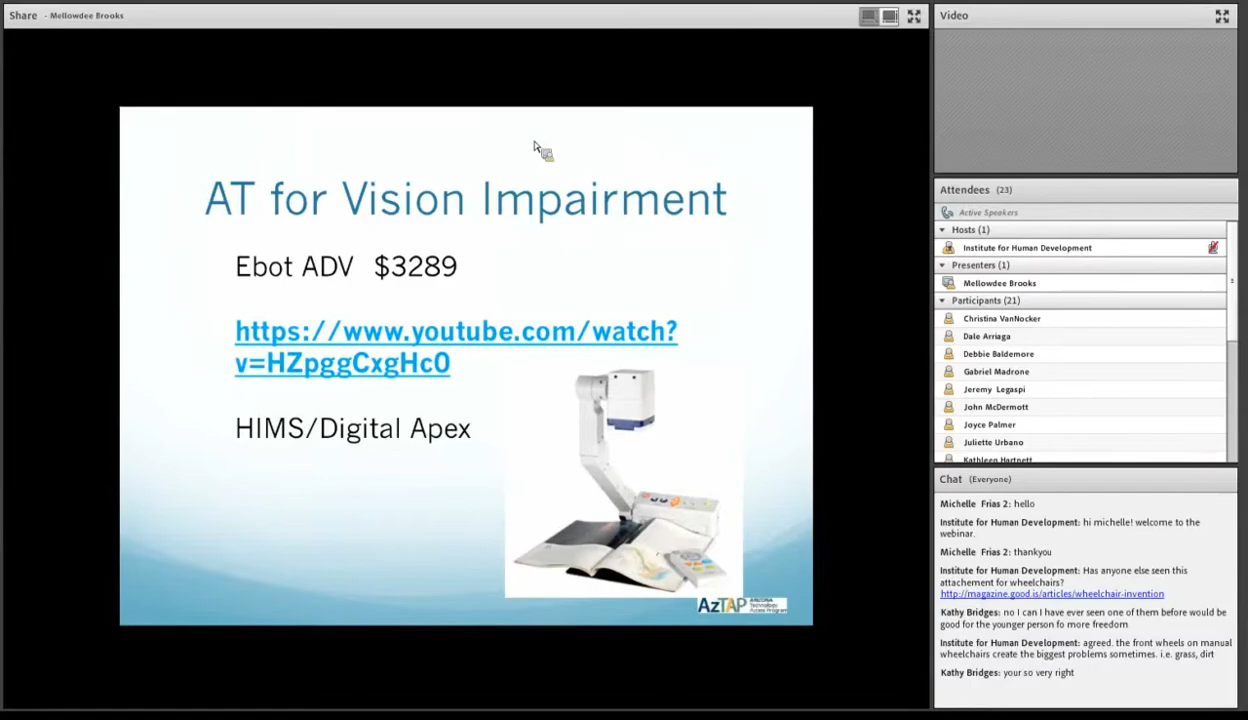 Share - Mellowdee Brooks
AT for Vision Impairment
Ebot ADV $3289
https://www.youtube.com/watch?
v=HZpggCxgHc0
HIMS/Digital Apex
AzTAP ARIZONA
Technology
Access Program
Video
Attendees (23)
Active Speakers
Hosts (1)
Institute for Human Development
Presenters (1)
Mellowdee Brooks
Participants (21)
Christina VanNocker
Dale Arriaga
Debbie Baldemore
Gabriel Madrone
Jeremy Legaspi
John McDermott
Joyce Palmer
Juliette Urbano
Kathleen Hartnett
Chat (Everyone)
Michelle Frias 2: hello
Institute for Human Development: hi michelle! welcome to the
webinar.
Michelle Frias 2: thankyou
Institute for Human Development: Has anyone else seen this
attachement for wheelchairs?
http://magazine.good.is/articles/wheelchair-invention
Kathy Bridges: no I can I have ever seen one of them before would be
good for the younger person fo more freedom
Institute for Human Development: agreed. the front wheels on manual
wheelchairs create the biggest problems sometimes. i.e. grass, dirt
Kathy Bridges: your so very right